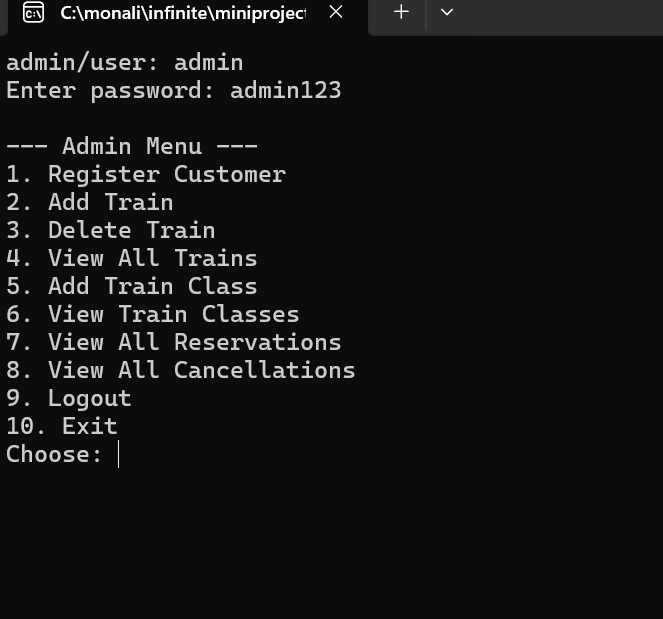 C:\monali\infinite\miniproject
admin/user: admin
Enter password: admin123
--- Admin Menu ---
1. Register Customer
2. Add Train
3. Delete Train
4. View All Trains
5. Add Train Class
6. View Train Classes
7. View All Reservations
8. View All Cancellations
9. Logout
10. Exit
Choose: